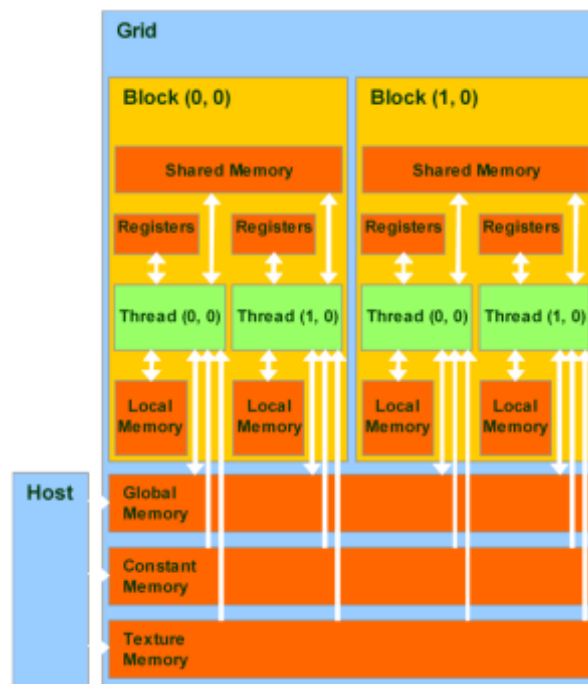 Grid
Block (0, 0)
Block (1, 0)
Shared Memory
Shared Memory
Registers
Registers
Registers
Registers
Thread (0, 0)
Thread (1, 0)
Thread (0, 0)
Thread (1, 0)
Local
Memory
Local
Memory
Local
Memory
Local
Memory
Host
Global
Memory
Constant
Memory
Texture
Memory